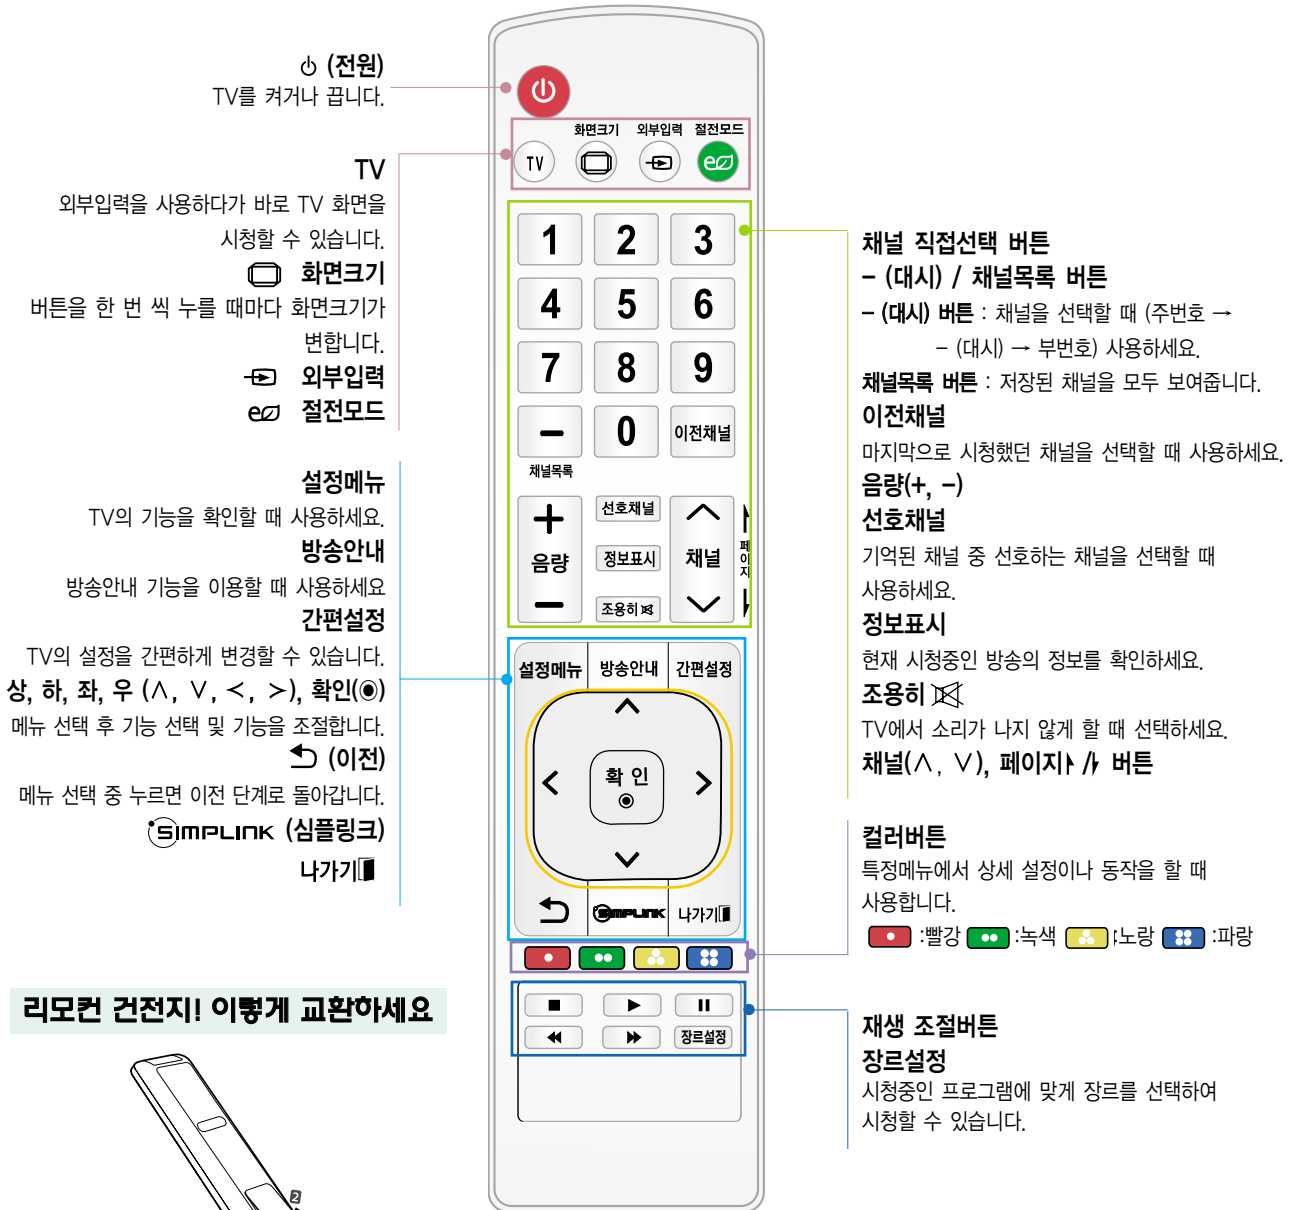 (전원)
TV를 켜거나 끕니다.
TV
외부입력을 사용하다가 바로 TV 화면을
시청할 수 있습니다.
화면크기
버튼을 한 번 씩 누를 때마다 화면크기가
변합니다.
외부입력
절전모드
설정메뉴
TV의 기능을 확인할 때 사용하세요.
방송안내
방송안내 기능을 이용할 때 사용하세요
간편설정
TV의 설정을 간편하게 변경할 수 있습니다.
상, 하, 좌, 우 (∧, ∨, <, >), 확인(◉)
메뉴 선택 후 기능 선택 및 기능을 조절합니다.
(이전)
메뉴 선택 중 누르면 이전 단계로 돌아갑니다.
SIMPLINK (심플링크)
나가기
리모컨 건전지! 이렇게 교환하세요
2
화면크기 외부입력 절전모드
TV
1 2 3
4 5 6
7 8 9
− 0 이전채널
채널목록
+ 선호채널 ∧
음량 정보표시 채널 페이지
− 조용히 ∨
설정메뉴 방송안내 간편설정
확인
◉
SIMPLINK 나가기
장르설정
채널 직접선택 버튼
– (대시) / 채널목록 버튼
– (대시) 버튼 : 채널을 선택할 때 (주번호 →
– (대시) → 부번호) 사용하세요.
채널목록 버튼 : 저장된 채널을 모두 보여줍니다.
이전채널
마지막으로 시청했던 채널을 선택할 때 사용하세요.
음량(+, −)
선호채널
기억된 채널 중 선호하는 채널을 선택할 때
사용하세요.
정보표시
현재 시청중인 방송의 정보를 확인하세요.
조용히
TV에서 소리가 나지 않게 할 때 선택하세요.
채널(∧, ∨), 페이지 / 버튼
컬러버튼
특정메뉴에서 상세 설정이나 동작을 할 때
사용합니다.
:빨강 :녹색 :노랑 :파랑
재생 조절버튼
장르설정
시청중인 프로그램에 맞게 장르를 선택하여
시청할 수 있습니다.